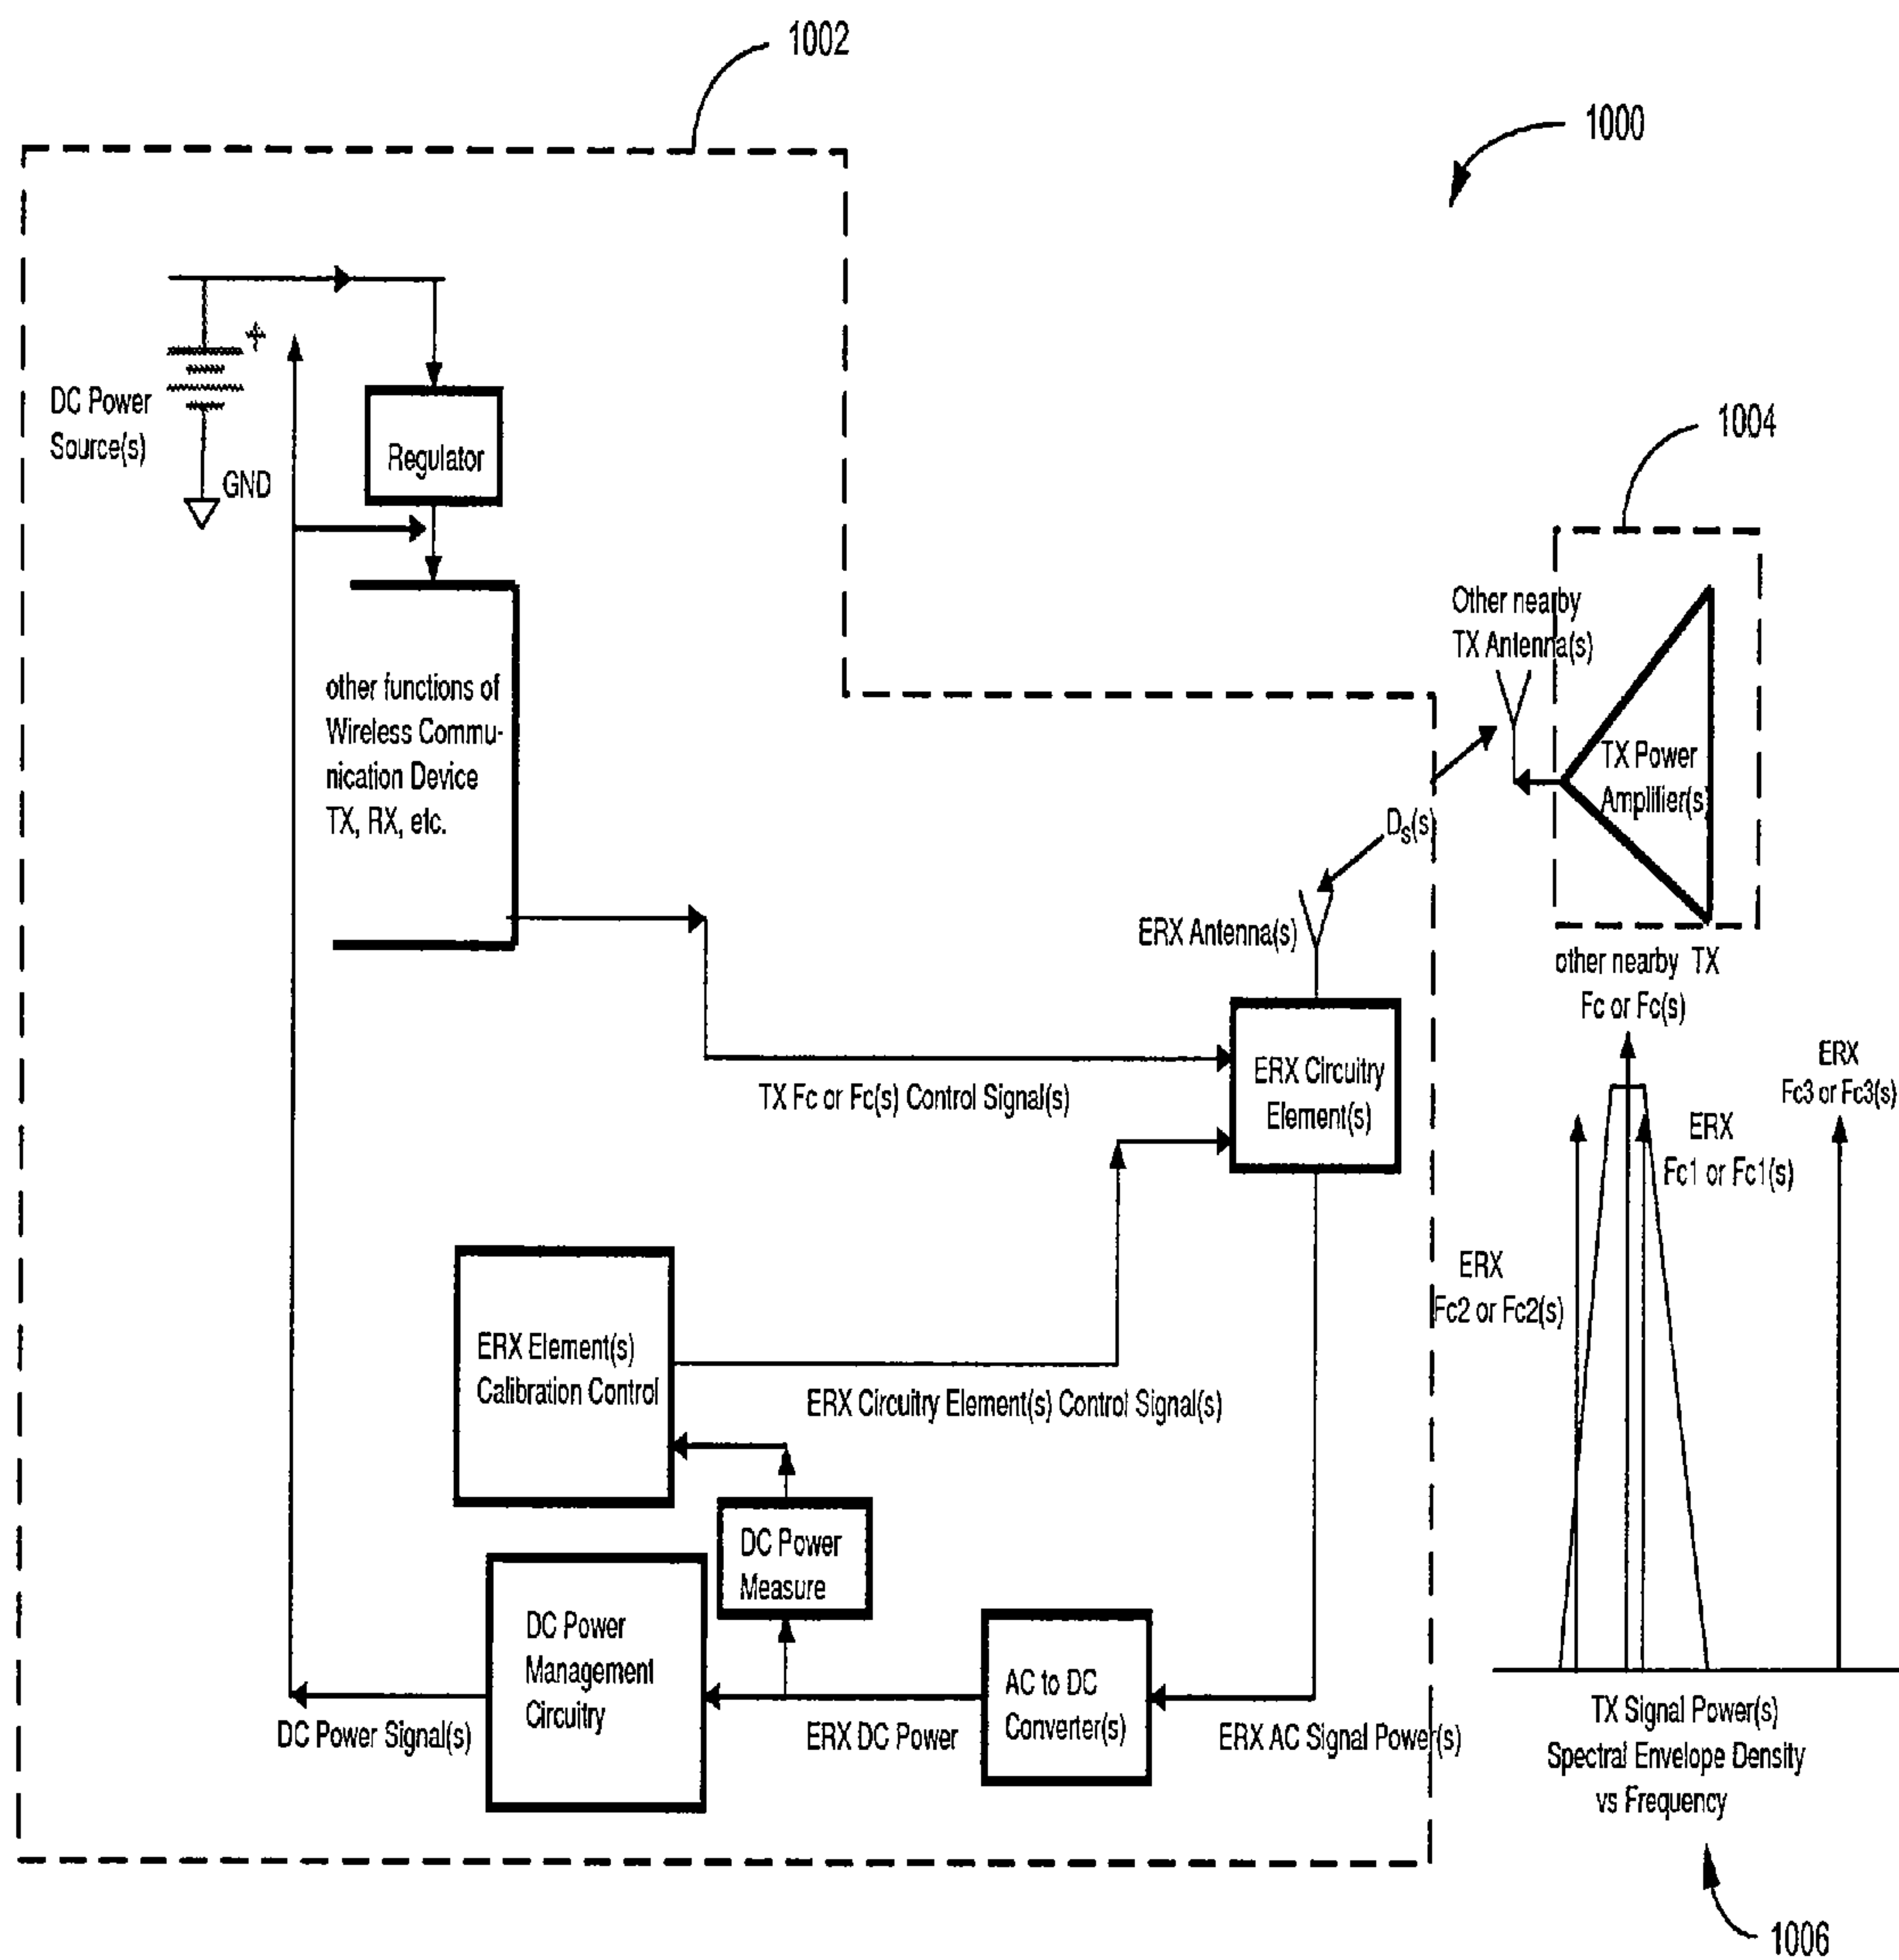 1002
1000
DC Power
Source(s)
+
GND
Regulator
1004
other functions of
Wireless Commu-
nication Device
TX, RX, etc.
Other nearby
TX Antenna(s)
TX Power
Amplifier(s)
Ds(s)
ERX Antenna(s)
other nearby TX
Fc or Fc(s)
TX Fc or Fc(s) Control Signal(s)
ERX Circuitry
Element(s)
ERX
Fc3 or Fc3(s)
ERX
Fc1 or Fc1(s)
ERX
Fc2 or Fc2(s)
ERX Element(s)
Calibration Control
ERX Circuitry Element(s) Control Signal(s)
DC Power
Measure
DC Power
Management
Circuitry
AC to DC
Converter(s)
DC Power Signal(s)
ERX DC Power
ERX AC Signal Power(s)
TX Signal Power(s)
Spectral Envelope Density
vs Frequency
1006